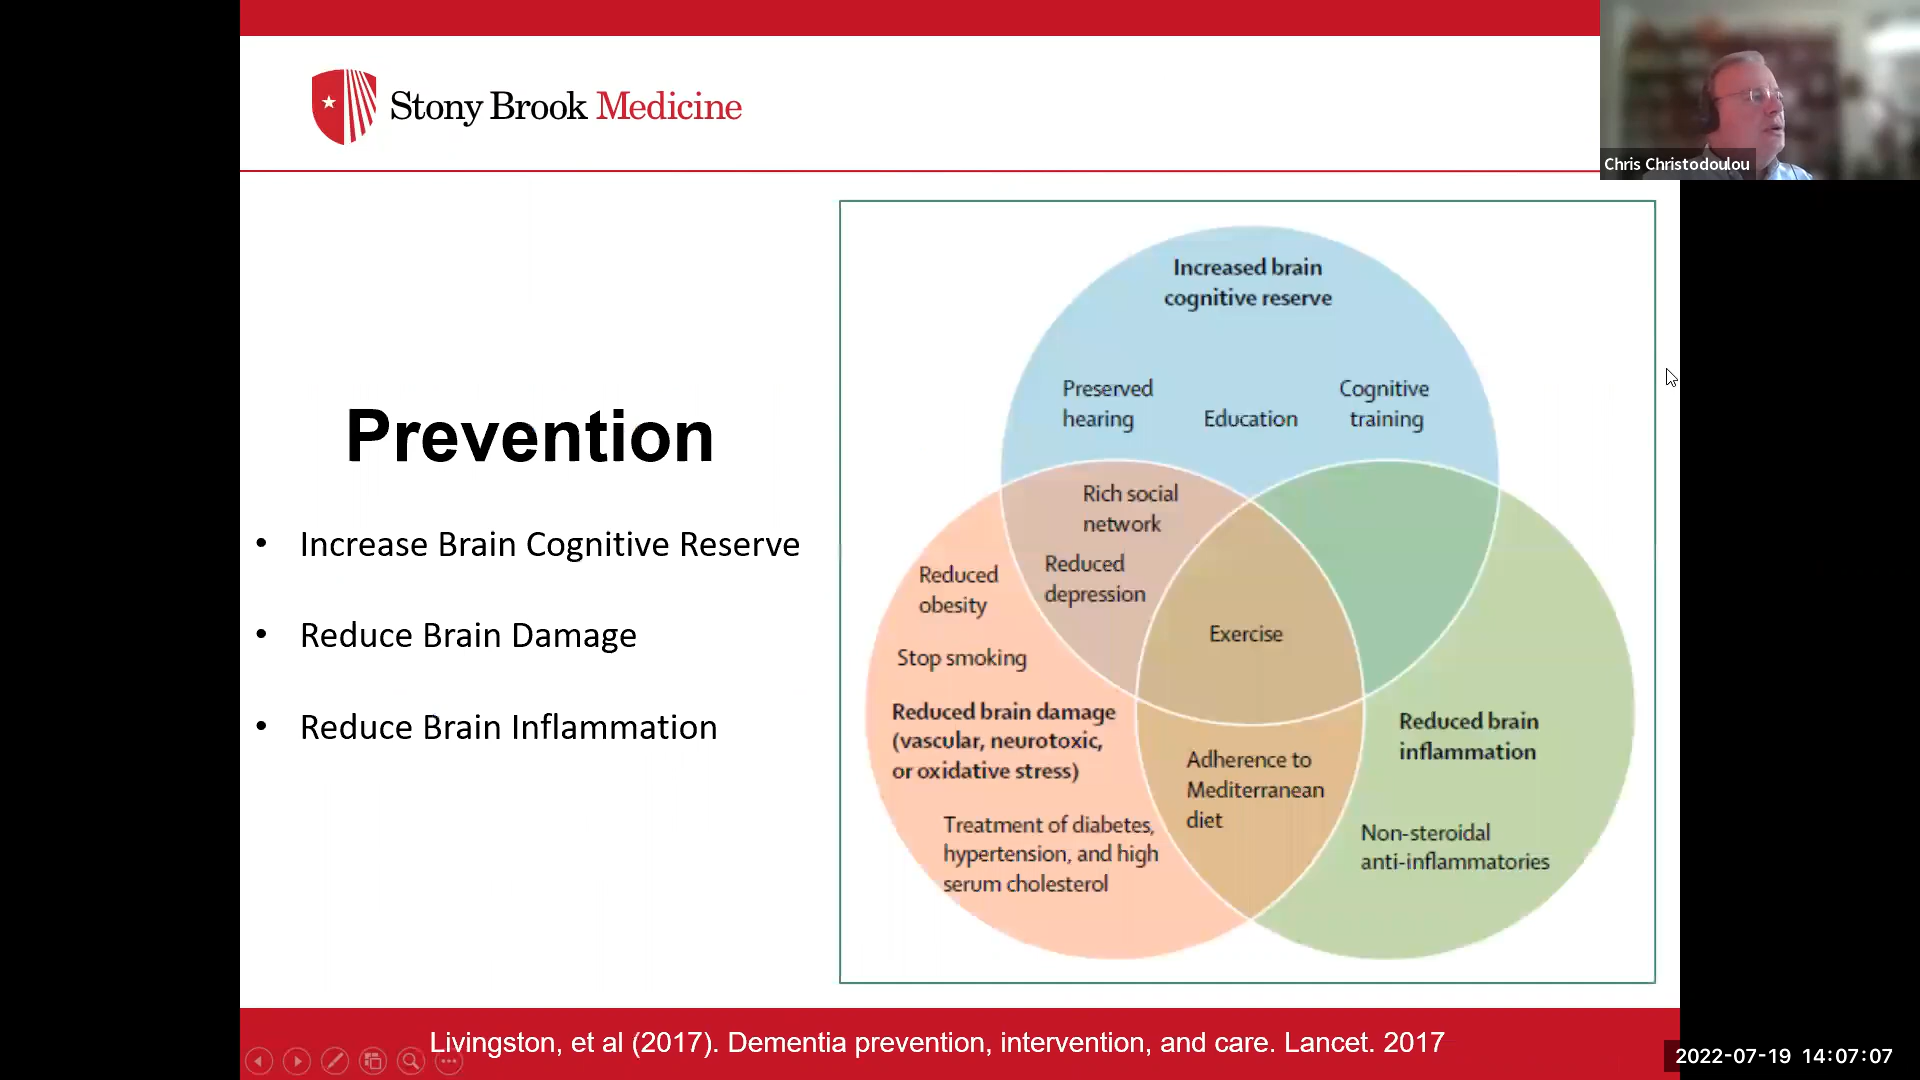 Stony Brook Medicine
Chris Christodoulou
Prevention
• Increase Brain Cognitive Reserve
• Reduce Brain Damage
• Reduce Brain Inflammation
Increased brain
cognitive reserve
Preserved
hearing
Education
Cognitive
training
Rich social
network
Reduced
depression
Reduced
obesity
Stop smoking
Exercise
Reduced brain damage
(vascular, neurotoxic,
or oxidative stress)
Treatment of diabetes,
hypertension, and high
serum cholesterol
Adherence to
Mediterranean
diet
Reduced brain
inflammation
Non-steroidal
anti-inflammatories
Livingston, et al (2017). Dementia prevention, intervention, and care. Lancet. 2017
2022-07-19 14:07:07